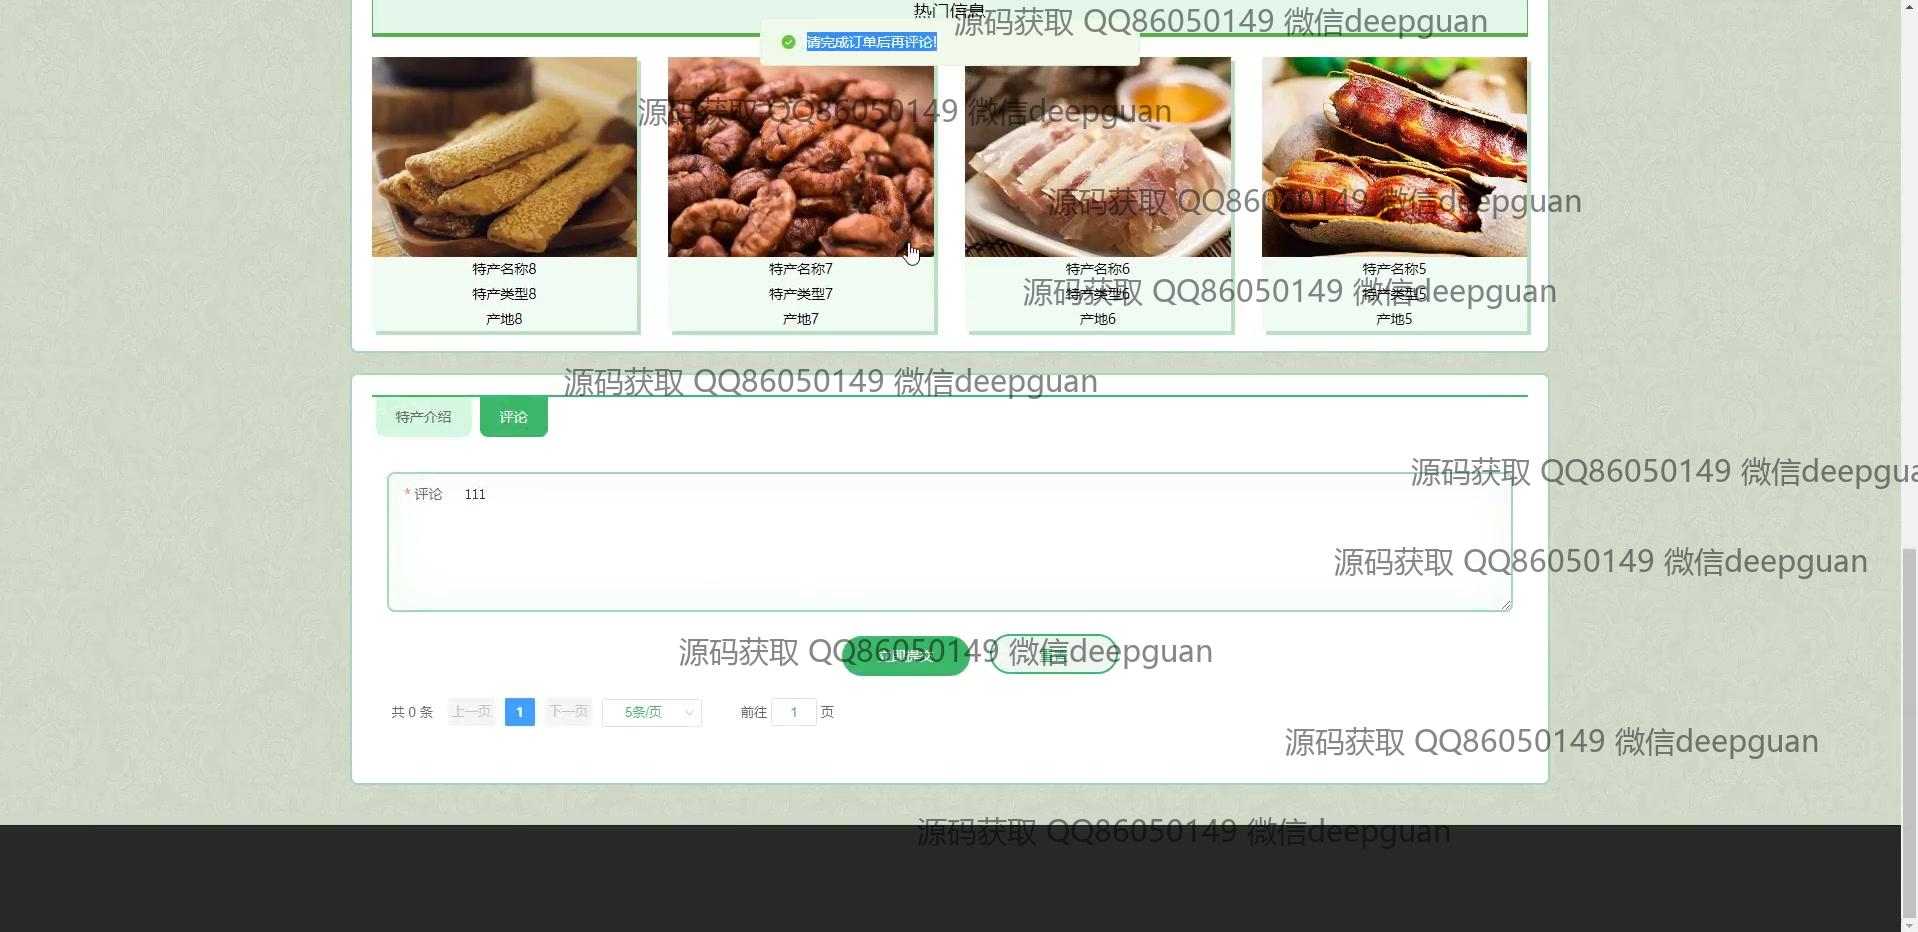 热门信息
源码获取 QQ86050149 微信deepguan
请完成订单后再评论!
源码获取 QQ86050149 微信deepguan
源码获取 QQ86050149 微信deepguan
特产名称8
特产类型8
产地8
特产名称7
特产类型7
产地7
特产名称6
特产类型6
产地6
特产名称5
特产类型5
产地5
源码获取 QQ86050149 微信deepguan
源码获取 QQ86050149 微信deepguan
特产介绍 评论
源码获取 QQ86050149 微信deepgua
* 评论 111
源码获取 QQ86050149 微信deepguan
源码获取 QQ86050149 微信deepguan
立即提交 重置
共 0 条 上一页 1 下一页 5条/页 前往 1 页
源码获取 QQ86050149 微信deepguan
源码获取 QQ86050149 微信deepguan